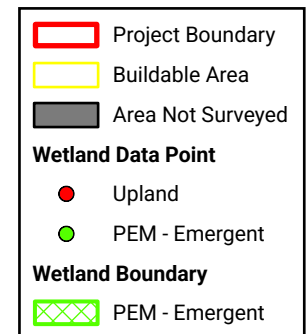 Project Boundary
Buildable Area
Area Not Surveyed
Wetland Data Point
Upland
PEM - Emergent
Wetland Boundary
PEM - Emergent